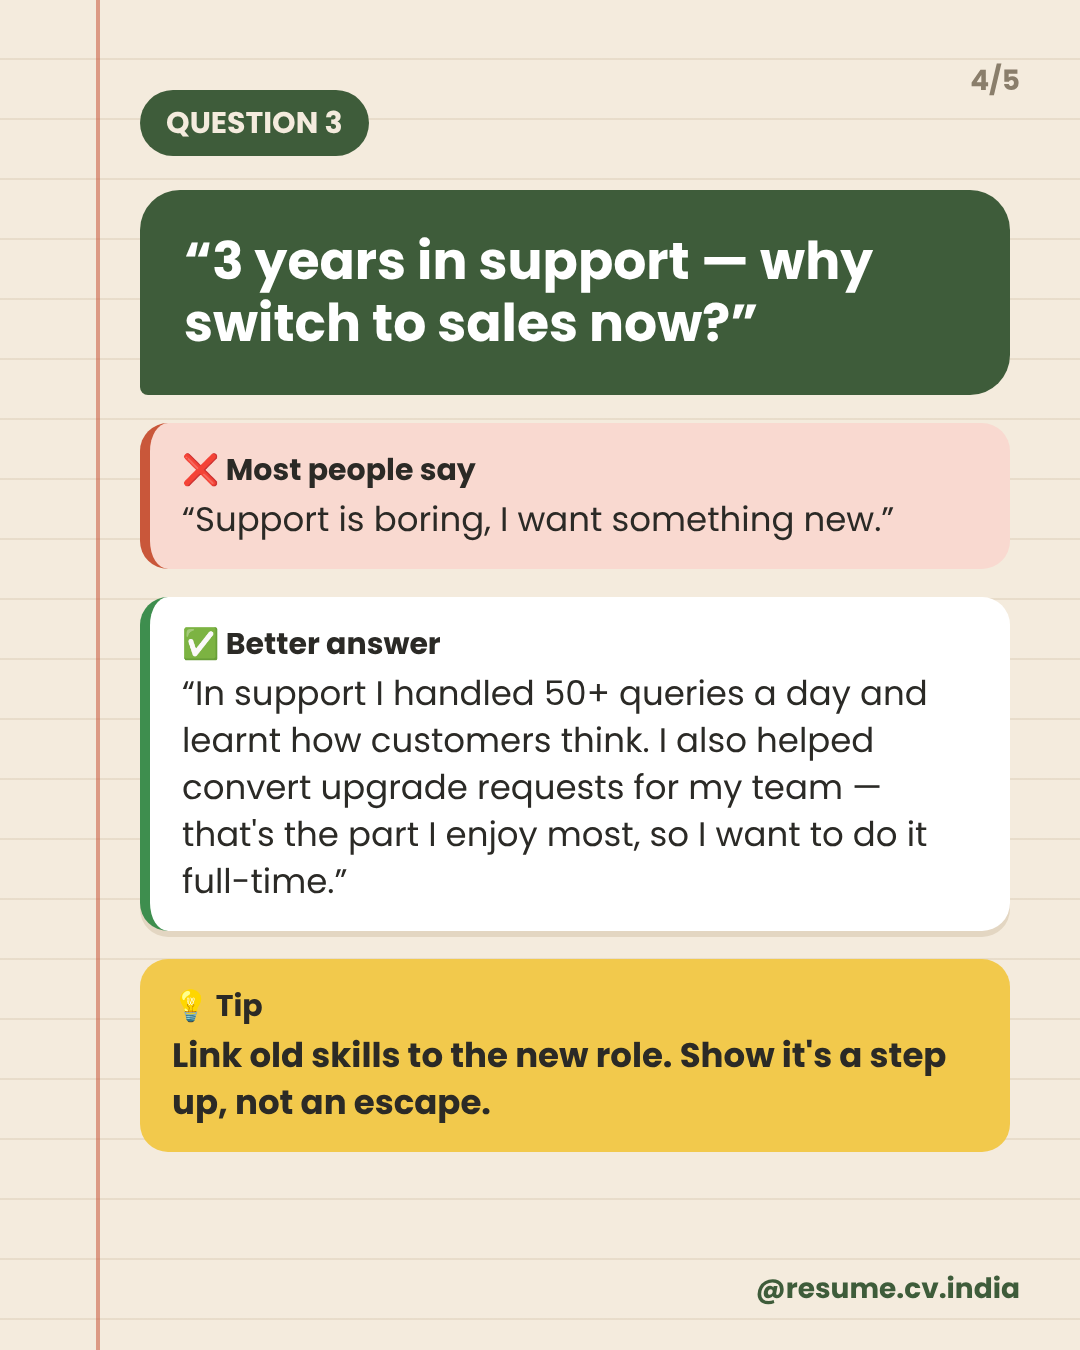 4/5
QUESTION 3
“3 years in support — why
switch to sales now?”
❌ Most people say
“Support is boring, I want something new.”
✅ Better answer
“In support I handled 50+ queries a day and
learnt how customers think. I also helped
convert upgrade requests for my team —
that's the part I enjoy most, so I want to do it
full-time.”
💡 Tip
Link old skills to the new role. Show it's a step
up, not an escape.
@resume.cv.india